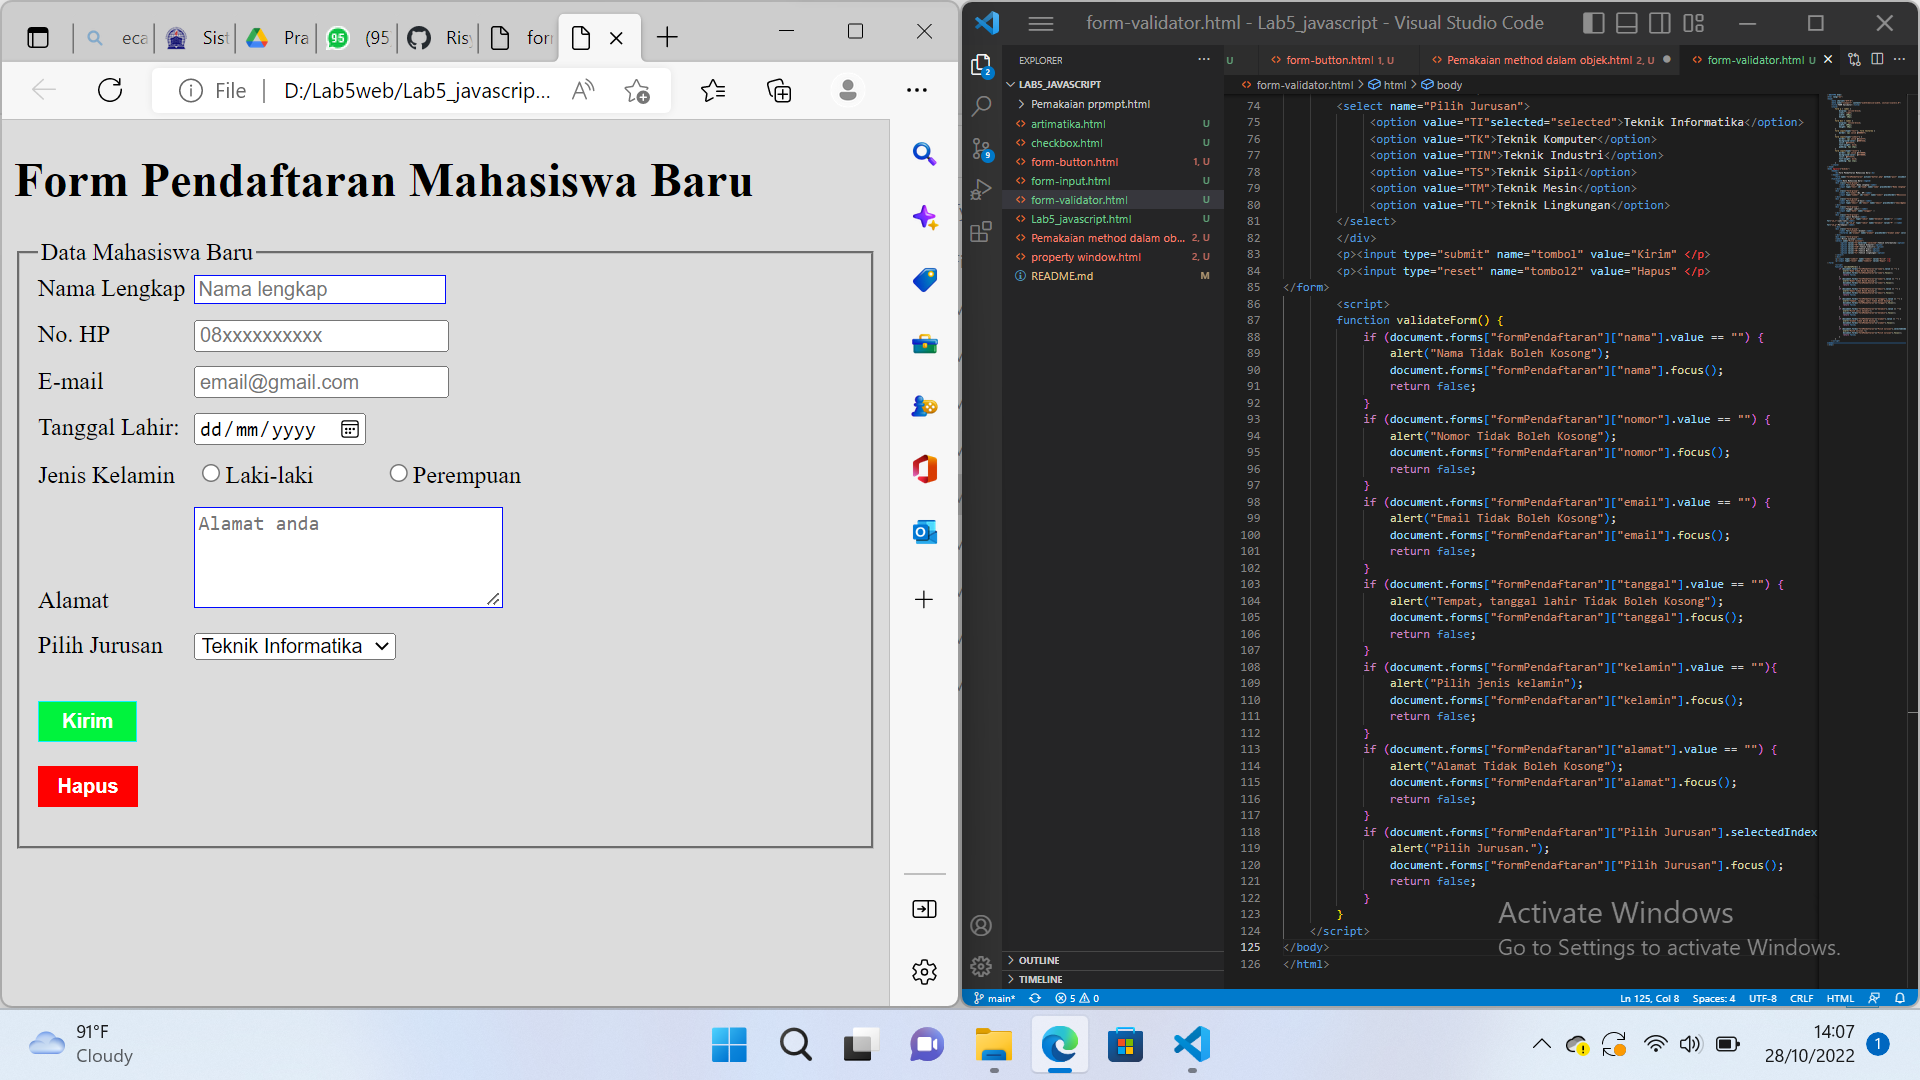 eca
Sist
Pra
95
(95
Risy
for
File
D:/Lab5web/Lab5_javascrip...
Form Pendaftaran Mahasiswa Baru
Data Mahasiswa Baru
Nama Lengkap
Nama lengkap
No. HP
08xxxxxxxxxx
E-mail
email@gmail.com
Tanggal Lahir:
dd/mm/yyyy
Jenis Kelamin
Laki-laki
Perempuan
Alamat anda
Alamat
Pilih Jurusan
Teknik Informatika
Kirim
Hapus
form-validator.html - Lab5_javascript - Visual Studio Code
EXPLORER
U
form-button.html 1, U
Pemakaian method dalam objek.html 2, U
form-validator.html U
LAB5_JAVASCRIPT
form-validator.html > html > body
Pemakaian prpmpt.html
artimatika.html U
checkbox.html U
form-button.html 1, U
form-input.html U
form-validator.html U
Lab5_javascript.html U
Pemakaian method dalam ob... 2, U
property window.html 2, U
README.md M
2
9
74 <select name="Pilih Jurusan">
75 <option value="TI"selected="selected">Teknik Informatika</option>
76 <option value="TK">Teknik Komputer</option>
77 <option value="TIN">Teknik Industri</option>
78 <option value="TS">Teknik Sipil</option>
79 <option value="TM">Teknik Mesin</option>
80 <option value="TL">Teknik Lingkungan</option>
81 </select>
82 </div>
83 <p><input type="submit" name="tombol" value="Kirim" </p>
84 <p><input type="reset" name="tombol2" value="Hapus" </p>
85 </form>
86 <script>
87 function validateForm() {
88 if (document.forms["formPendaftaran"]["nama"].value == "") {
89 alert("Nama Tidak Boleh Kosong");
90 document.forms["formPendaftaran"]["nama"].focus();
91 return false;
92 }
93 if (document.forms["formPendaftaran"]["nomor"].value == "") {
94 alert("Nomor Tidak Boleh Kosong");
95 document.forms["formPendaftaran"]["nomor"].focus();
96 return false;
97 }
98 if (document.forms["formPendaftaran"]["email"].value == "") {
99 alert("Email Tidak Boleh Kosong");
100 document.forms["formPendaftaran"]["email"].focus();
101 return false;
102 }
103 if (document.forms["formPendaftaran"]["tanggal"].value == "") {
104 alert("Tempat, tanggal lahir Tidak Boleh Kosong");
105 document.forms["formPendaftaran"]["tanggal"].focus();
106 return false;
107 }
108 if (document.forms["formPendaftaran"]["kelamin"].value == ""){
109 alert("Pilih jenis kelamin");
110 document.forms["formPendaftaran"]["kelamin"].focus();
111 return false;
112 }
113 if (document.forms["formPendaftaran"]["alamat"].value == "") {
114 alert("Alamat Tidak Boleh Kosong");
115 document.forms["formPendaftaran"]["alamat"].focus();
116 return false;
117 }
118 if (document.forms["formPendaftaran"]["Pilih Jurusan"].selectedIndex
119 alert("Pilih Jurusan.");
120 document.forms["formPendaftaran"]["Pilih Jurusan"].focus();
121 return false;
122 }
123 }
124 </script>
125 </body>
126 </html>
Activate Windows
Go to Settings to activate Windows.
OUTLINE
TIMELINE
main* 5 0
Ln 125, Col 8 Spaces: 4 UTF-8 CRLF HTML
91°F
Cloudy
14:07
28/10/2022
1